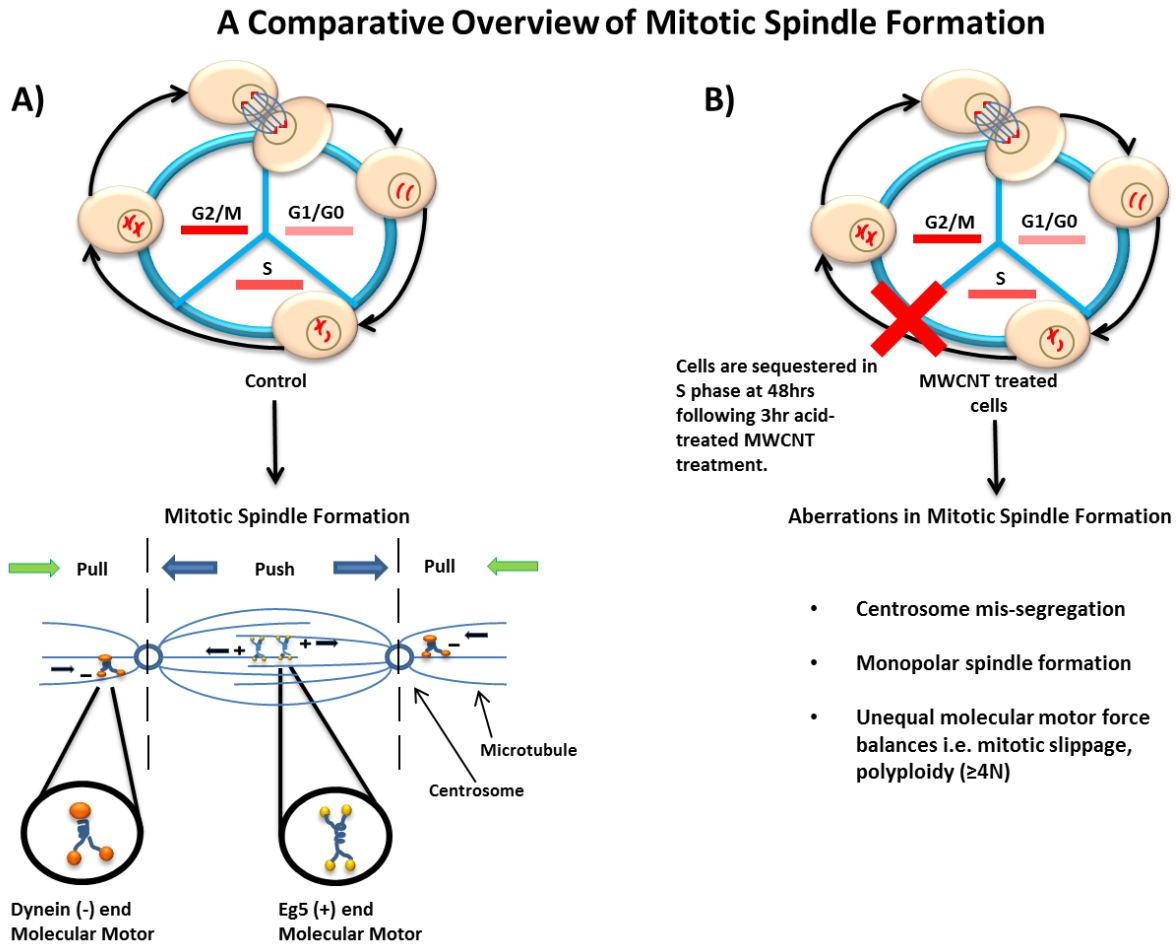 A Comparative Overview of Mitotic Spindle Formation
A)
G2/M
G1/G0
S
Control
Mitotic Spindle Formation
Pull
Push
Pull
+
+
–
–
Microtubule
Centrosome
Dynein (-) end
Molecular Motor
Eg5 (+) end
Molecular Motor
B)
G2/M
G1/G0
S
Cells are sequestered in
S phase at 48hrs
following 3hr acid-
treated MWCNT
treatment.
MWCNT treated
cells
Aberrations in Mitotic Spindle Formation
• Centrosome mis-segregation
• Monopolar spindle formation
• Unequal molecular motor force
balances i.e. mitotic slippage,
polyploidy (≥4N)